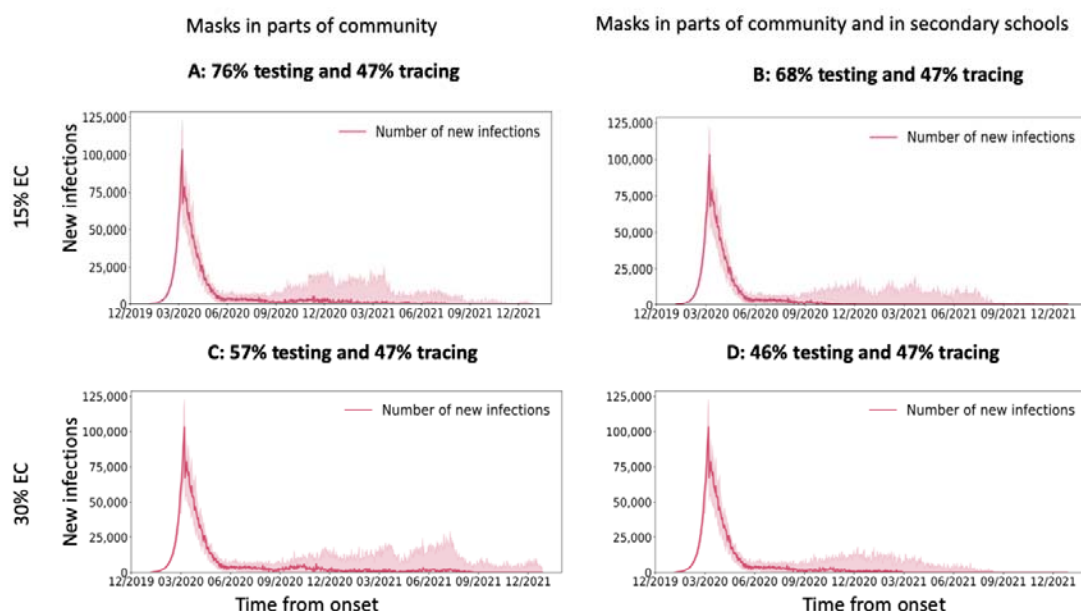 Masks in parts of community
Masks in parts of community and in secondary schools
A: 76% testing and 47% tracing
B: 68% testing and 47% tracing
15% EC
New infections
125,000
100,000
75,000
50,000
25,000
0
Number of new infections
12/2019 03/2020 06/2020 09/2020 12/2020 03/2021 06/2021 09/2021 12/2021
125,000
100,000
75,000
50,000
25,000
0
Number of new infections
12/2019 03/2020 06/2020 09/2020 12/2020 03/2021 06/2021 09/2021 12/2021
C: 57% testing and 47% tracing
D: 46% testing and 47% tracing
30% EC
New infections
125,000
100,000
75,000
50,000
25,000
0
Number of new infections
12/2019 03/2020 06/2020 09/2020 12/2020 03/2021 06/2021 09/2021 12/2021
Time from onset
125,000
100,000
75,000
50,000
25,000
0
Number of new infections
12/2019 03/2020 06/2020 09/2020 12/2020 03/2021 06/2021 09/2021 12/2021
Time from onset